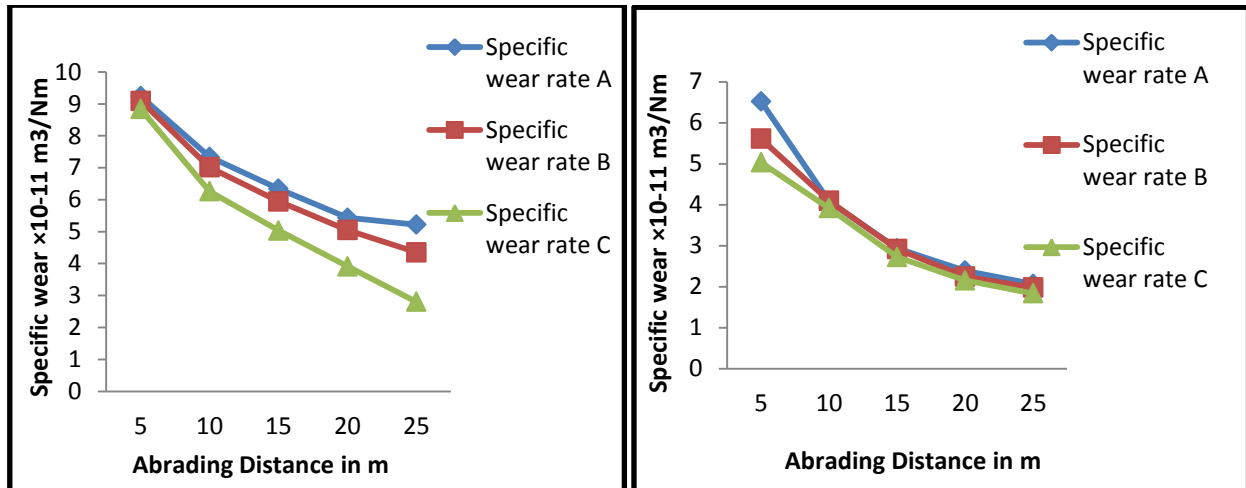 Specific wear ×10-11 m3/Nm
10
9
8
7
6
5
4
3
2
1
0
5 10 15 20 25
Abrading Distance in m
Specific
wear rate A
Specific
wear rate B
Specific
wear rate C
Specific wear ×10-11 m3/Nm
7
6
5
4
3
2
1
0
5 10 15 20 25
Abrading Distance in m
Specific
wear rate A
Specific
wear rate B
Specific
wear rate C